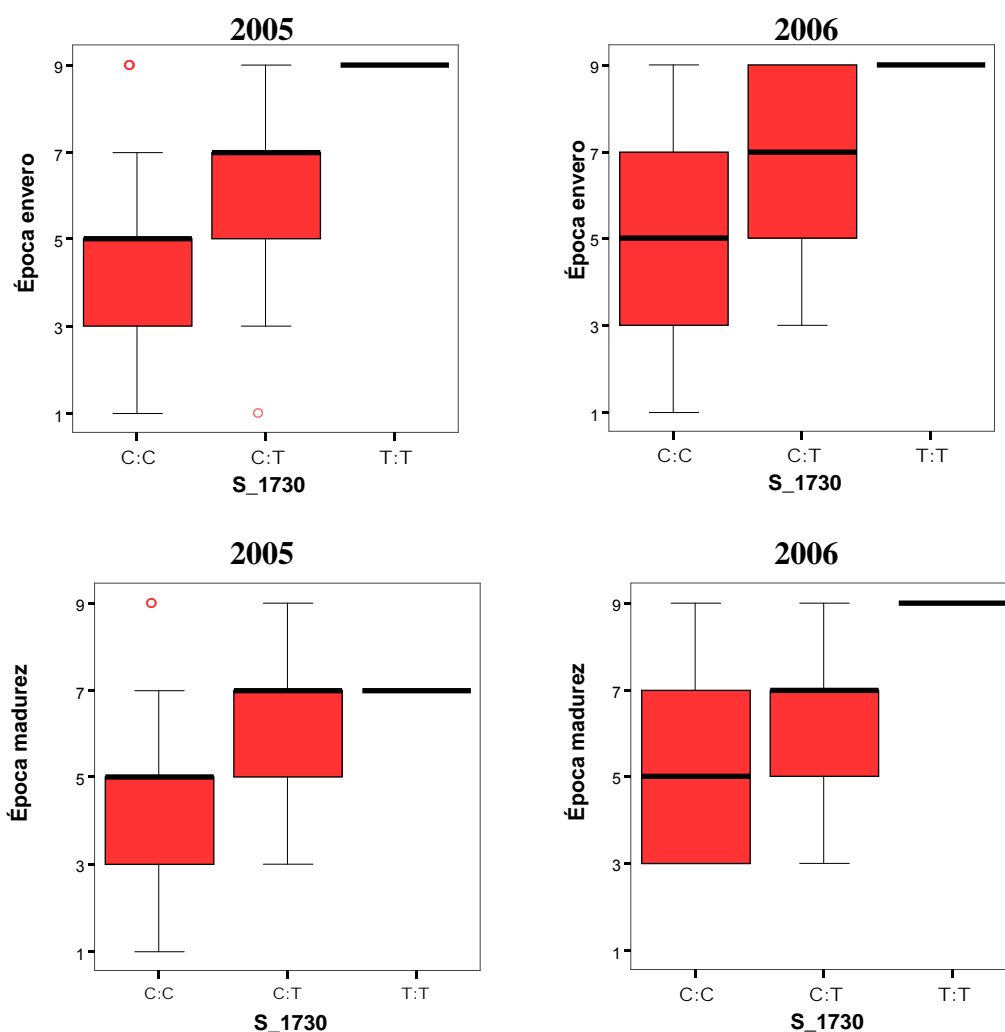 2005
Época envero
9
7
5
3
1
C:C C:T T:T
S_1730
2006
Época envero
9
7
5
3
1
C:C C:T T:T
S_1730
2005
Época madurez
9
7
5
3
1
C:C C:T T:T
S_1730
2006
Época madurez
9
7
5
3
1
C:C C:T T:T
S_1730